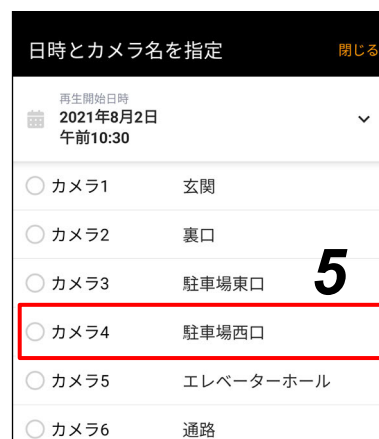 日時とカメラ名を指定 閉じる
再生開始日時
2021年8月2日
午前10:30
カメラ1 玄関
カメラ2 裏口
カメラ3 駐車場東口
5
カメラ4 駐車場西口
カメラ5 エレベーターホール
カメラ6 通路